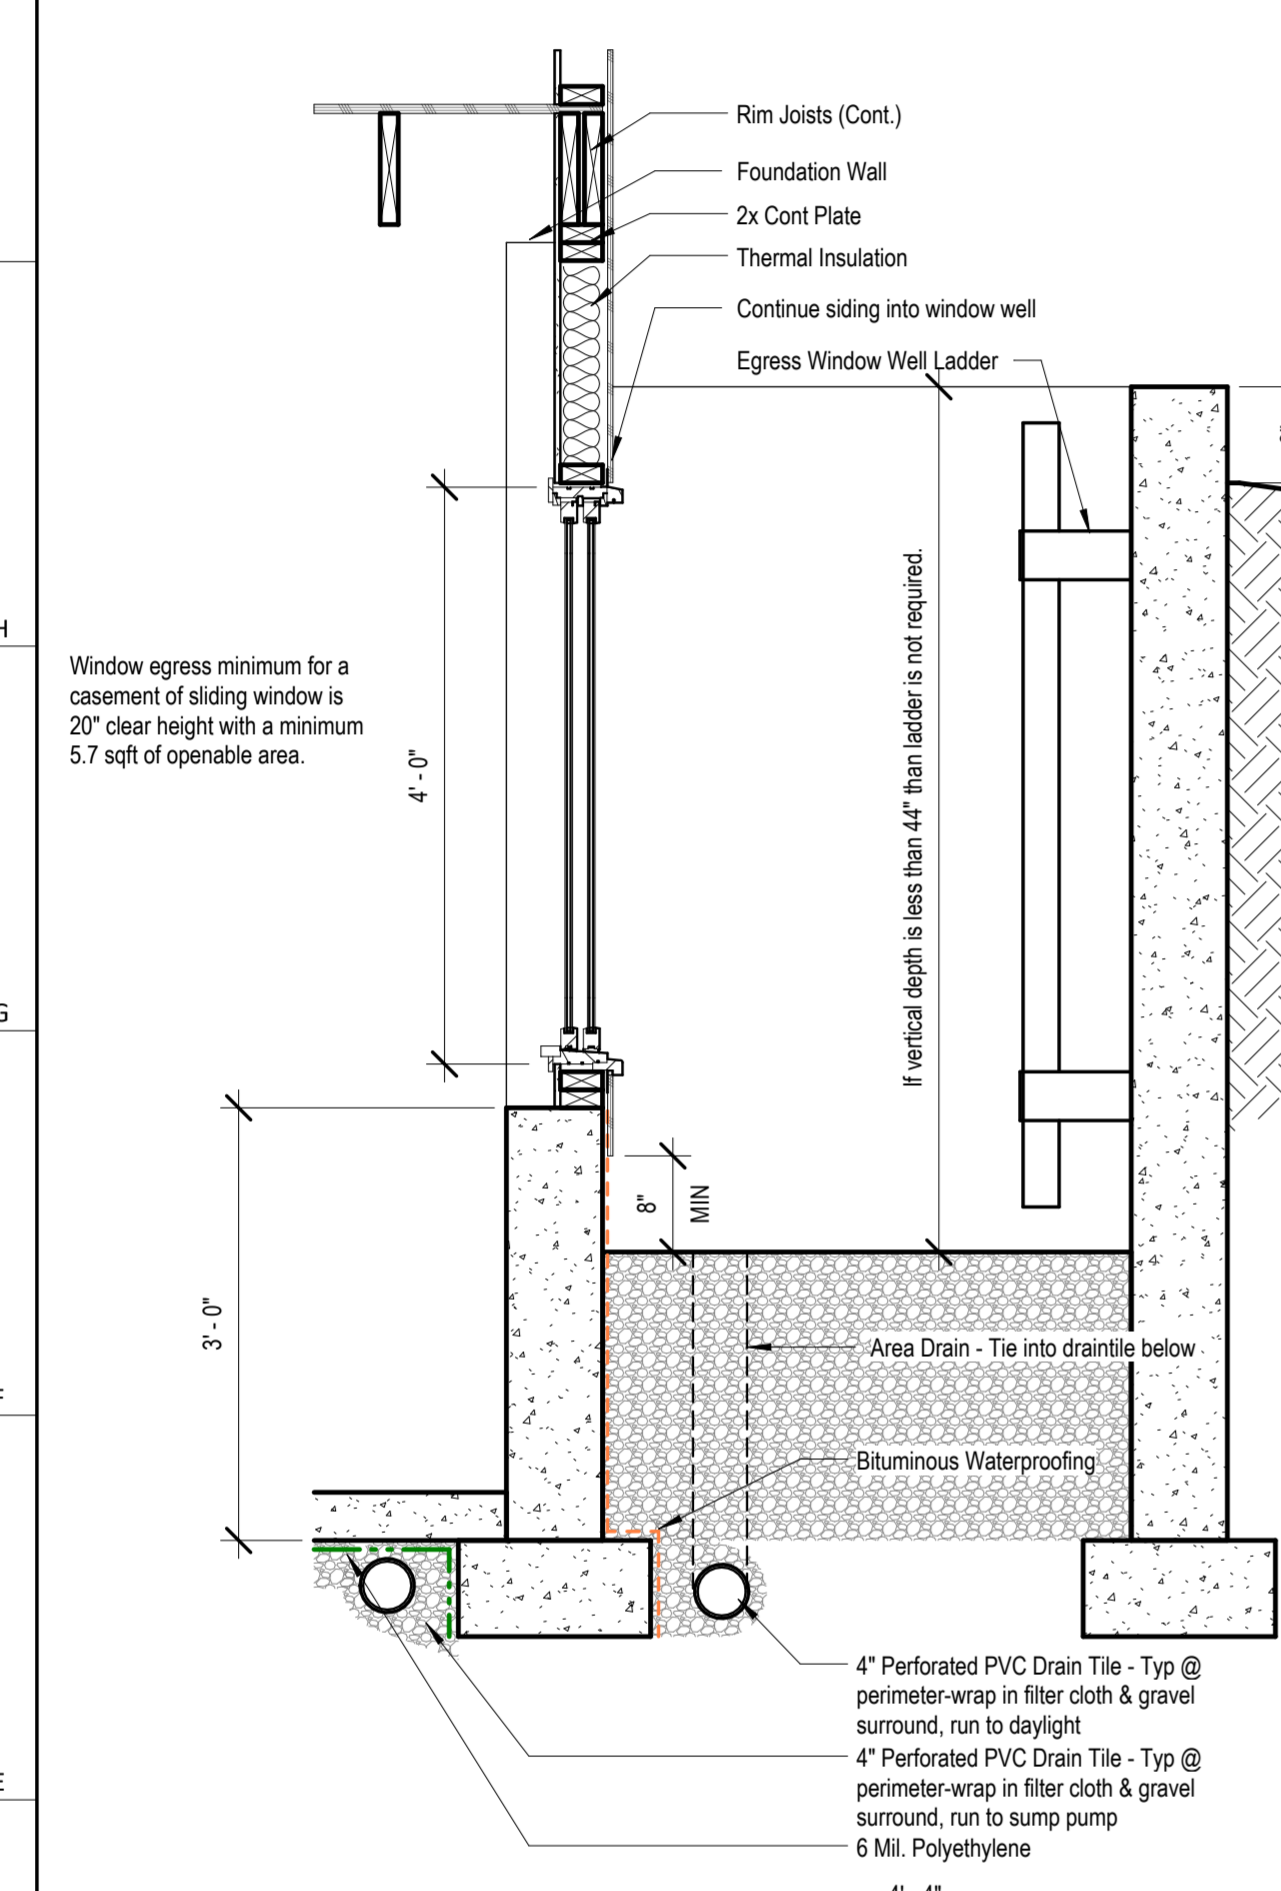 Rim Joists (Cont.)
Foundation Wall
2x Cont Plate
Thermal Insulation
Continue siding into window well
Egress Window Well Ladder
H
Window egress minimum for a
casement of sliding window is
20" clear height with a minimum
5.7 sqft of openable area.
4' - 0"
If vertical depth is less than 44" than ladder is not required.
G
8"
MIN
3' - 0"
Area Drain - Tie into draintile below
F
Bituminous Waterproofing
4" Perforated PVC Drain Tile - Typ @
perimeter-wrap in filter cloth & gravel
surround, run to daylight
4" Perforated PVC Drain Tile - Typ @
perimeter-wrap in filter cloth & gravel
surround, run to sump pump
E
6 Mil. Polyethylene
4' - 4"